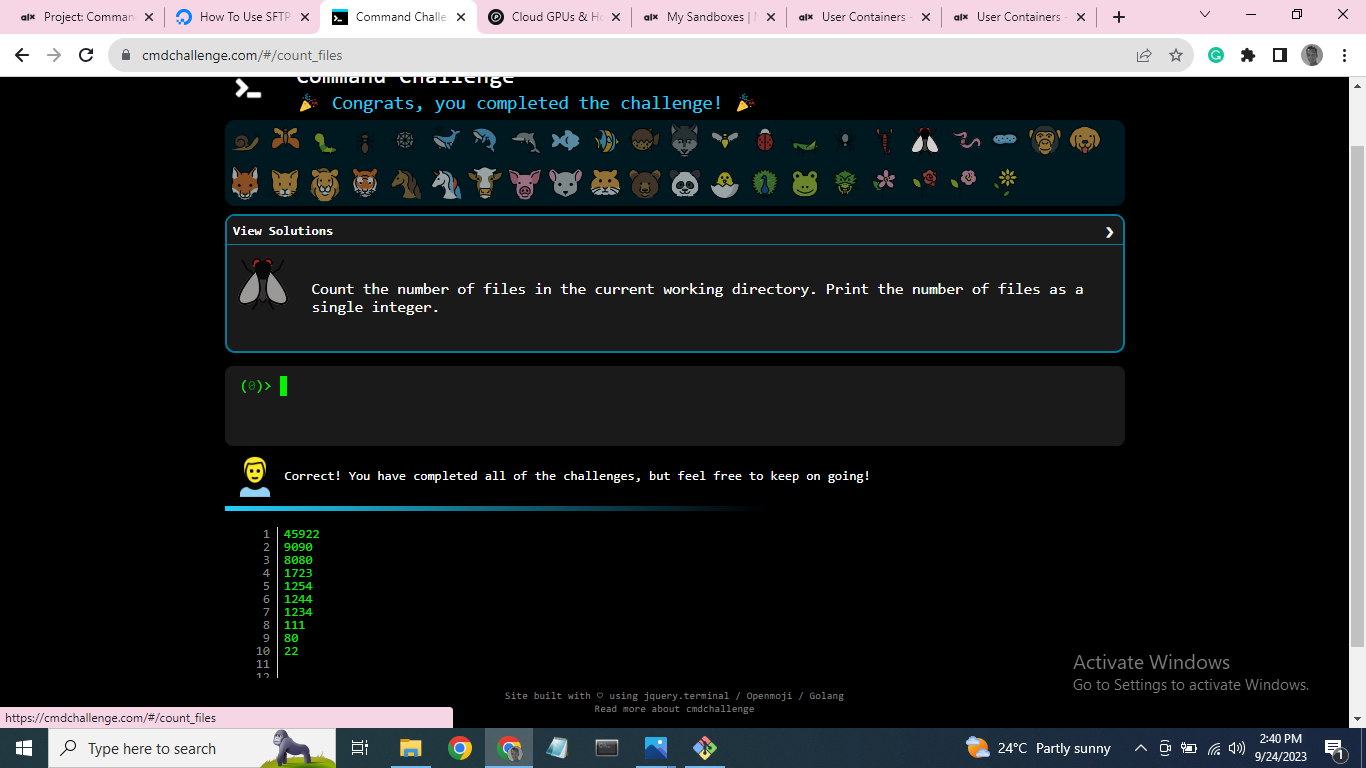 Project: Comman
How To Use SFTP
Command Challe
Cloud GPUs & Ho
My Sandboxes |
User Containers
User Containers
cmdchallenge.com/#/count_files
Command Challenge
🎉 Congrats, you completed the challenge! 🎉
View Solutions
Count the number of files in the current working directory. Print the number of files as a
single integer.
(0)>
Correct! You have completed all of the challenges, but feel free to keep on going!
1 45922
2 9090
3 8080
4 1723
5 1254
6 1244
7 1234
8 111
9 80
10 22
11
12
Activate Windows
Go to Settings to activate Windows.
Site built with ♡ using jquery.terminal / Openmoji / Golang
Read more about cmdchallenge
https://cmdchallenge.com/#/count_files
Type here to search
24°C Partly sunny
2:40 PM
9/24/2023
1